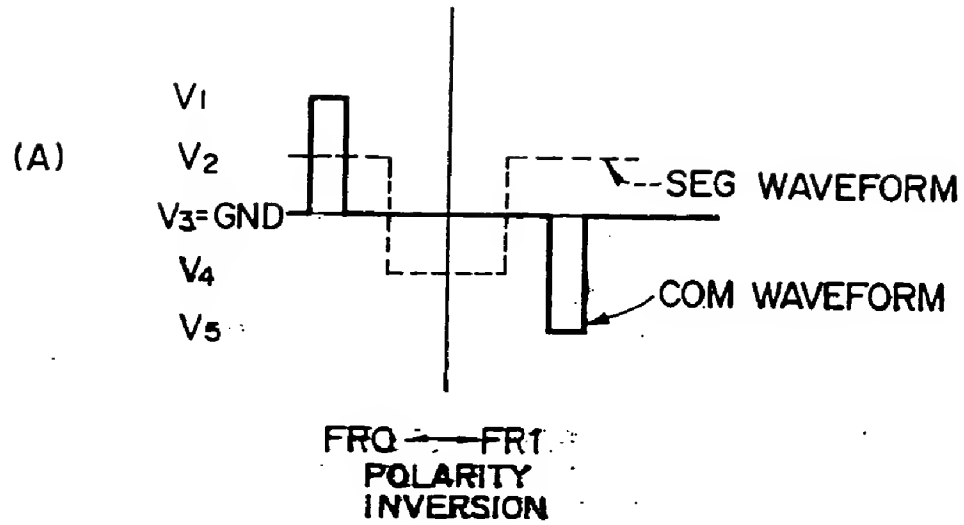 V1
(A)
V2
SEG WAVEFORM
V3=GND
V4
COM WAVEFORM
V5
FR0 ↔ FR1
POLARITY
INVERSION